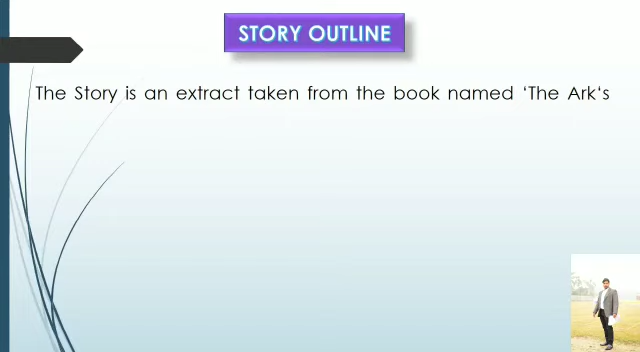 STORY OUTLINE
The Story is an extract taken from the book named ‘The Ark‘s